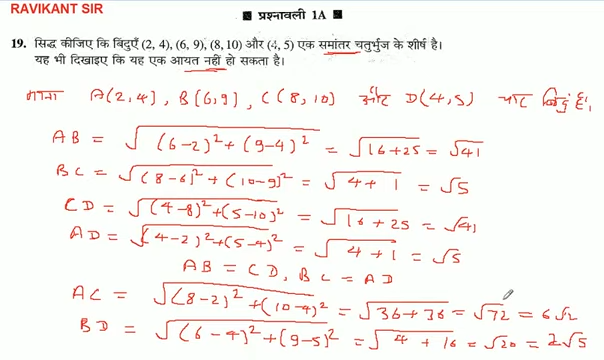 RAVIKANT SIR
■ प्रश्नावली 1A ■
19. सिद्ध कीजिए कि बिंदुएँ (2, 4), (6, 9), (8, 10) और (4, 5) एक समांतर चतुर्भुज के शीर्ष है।
यह भी दिखाइए कि यह एक आयत नहीं हो सकता है।
माना A(2,4), B(6,9), C(8,10) और D(4,5) चार बिंदु हैं।
AB = √((6-2)²+(9-4)²) = √(16+25) = √41
BC = √((8-6)²+(10-9)²) = √(4+1) = √5
CD = √((4-8)²+(5-10)²) = √(16+25) = √41
AD = √((4-2)²+(5-4)²) = √(4+1) = √5
AB = CD, BC = AD
AC = √((8-2)²+(10-4)²) = √(36+36) = √72 = 6√2
BD = √((6-4)²+(9-5)²) = √(4+16) = √20 = 2√5